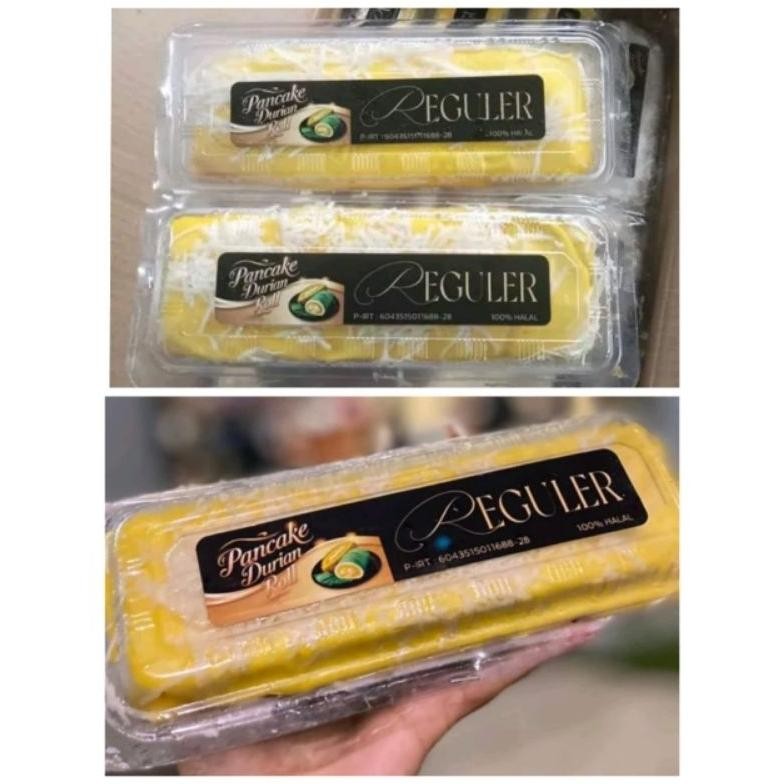 Pancake
Durian
Roll
REGULER
P-IRT : 6043515011688-28
100% HALAL
Pancake
Durian
Roll
REGULER
P-IRT : 6043515011688-28
100% HALAL
Pancake
Durian
Roll
REGULER
P-IRT : 6043515011688-28
100% HALAL